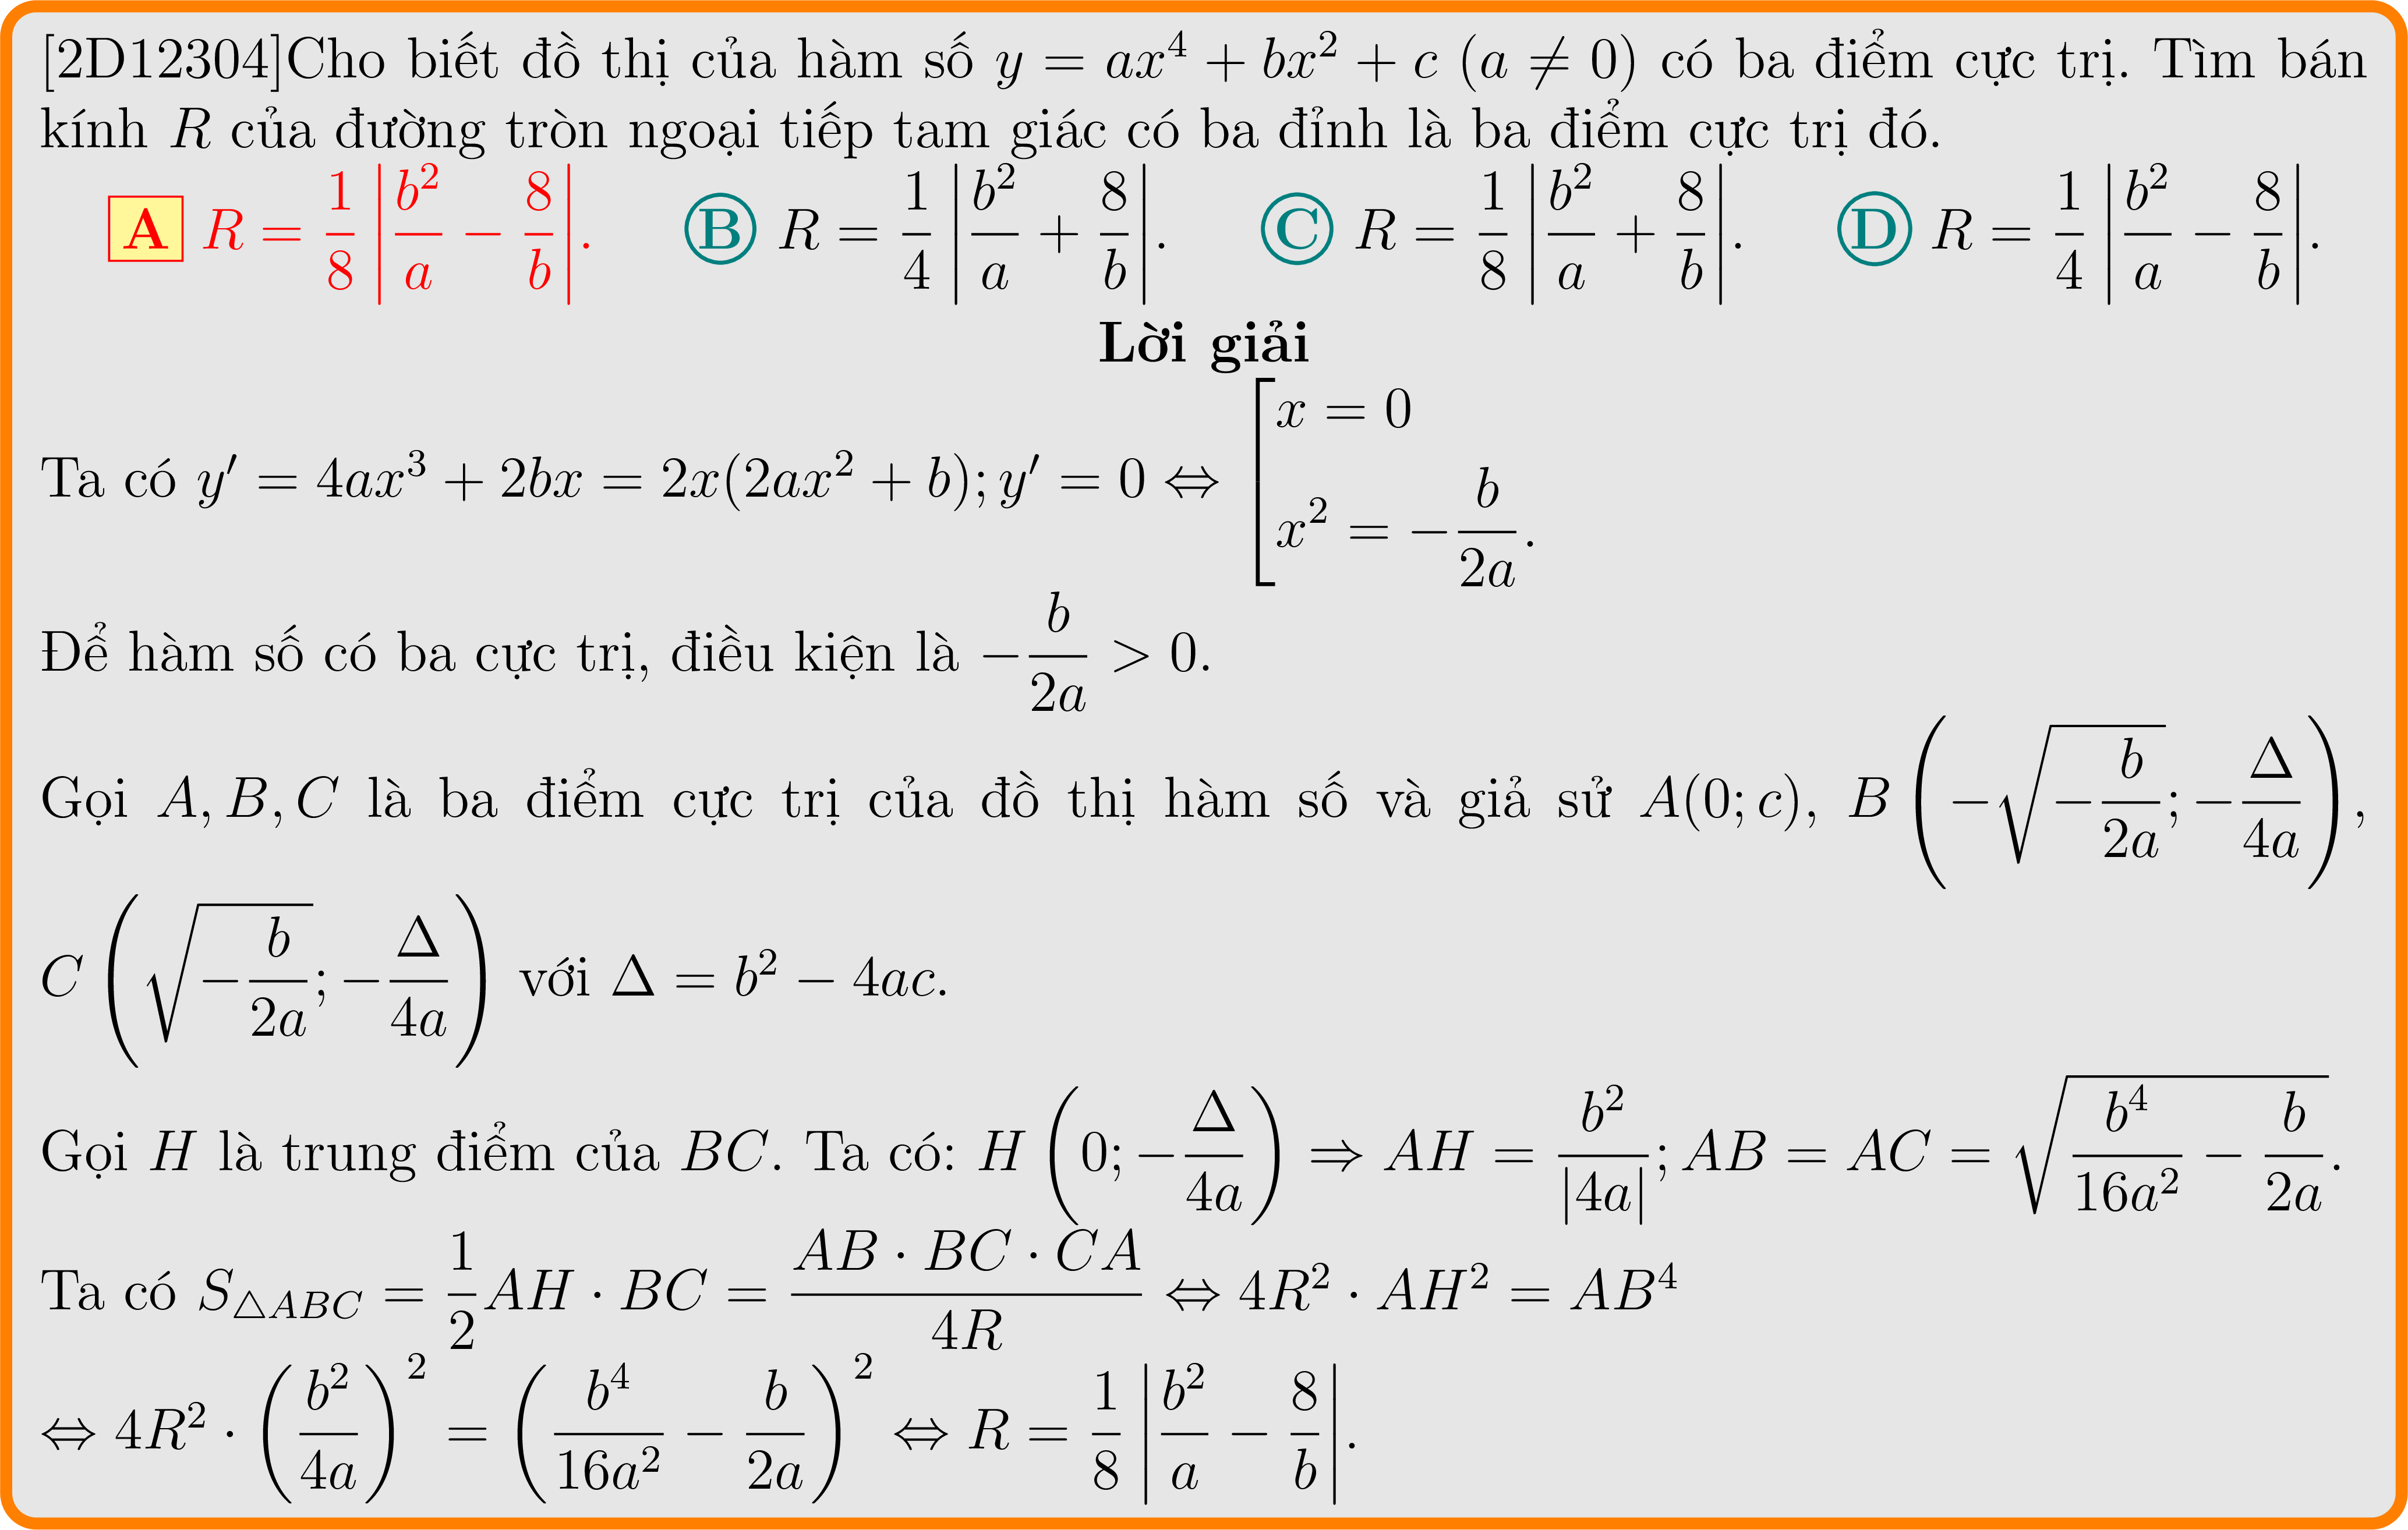 [2D12304]Cho biết đồ thị của hàm số $y = ax^4 + bx^2 + c\ (a \neq 0)$ có ba điểm cực trị. Tìm bán
kính $R$ của đường tròn ngoại tiếp tam giác có ba đỉnh là ba điểm cực trị đó.
A $R = \frac{1}{8}\left|\frac{b^2}{a} - \frac{8}{b}\right|.$ B $R = \frac{1}{4}\left|\frac{b^2}{a} + \frac{8}{b}\right|.$ C $R = \frac{1}{8}\left|\frac{b^2}{a} + \frac{8}{b}\right|.$ D $R = \frac{1}{4}\left|\frac{b^2}{a} - \frac{8}{b}\right|.$
Lời giải
Ta có $y' = 4ax^3 + 2bx = 2x(2ax^2 + b); y' = 0 \Leftrightarrow \left[\begin{array}{l} x = 0 \\ x^2 = -\frac{b}{2a}. \end{array}\right.$
Để hàm số có ba cực trị, điều kiện là $-\frac{b}{2a} > 0.$
Gọi $A, B, C$ là ba điểm cực trị của đồ thị hàm số và giả sử $A(0; c),\ B\left(-\sqrt{-\frac{b}{2a}}; -\frac{\Delta}{4a}\right),$
$C\left(\sqrt{-\frac{b}{2a}}; -\frac{\Delta}{4a}\right)$ với $\Delta = b^2 - 4ac.$
Gọi $H$ là trung điểm của $BC$. Ta có: $H\left(0; -\frac{\Delta}{4a}\right) \Rightarrow AH = \frac{b^2}{|4a|}; AB = AC = \sqrt{\frac{b^4}{16a^2} - \frac{b}{2a}}.$
Ta có $S_{\triangle ABC} = \frac{1}{2}AH \cdot BC = \frac{AB \cdot BC \cdot CA}{4R} \Leftrightarrow 4R^2 \cdot AH^2 = AB^4$
$\Leftrightarrow 4R^2 \cdot \left(\frac{b^2}{4a}\right)^2 = \left(\frac{b^4}{16a^2} - \frac{b}{2a}\right)^2 \Leftrightarrow R = \frac{1}{8}\left|\frac{b^2}{a} - \frac{8}{b}\right|.$